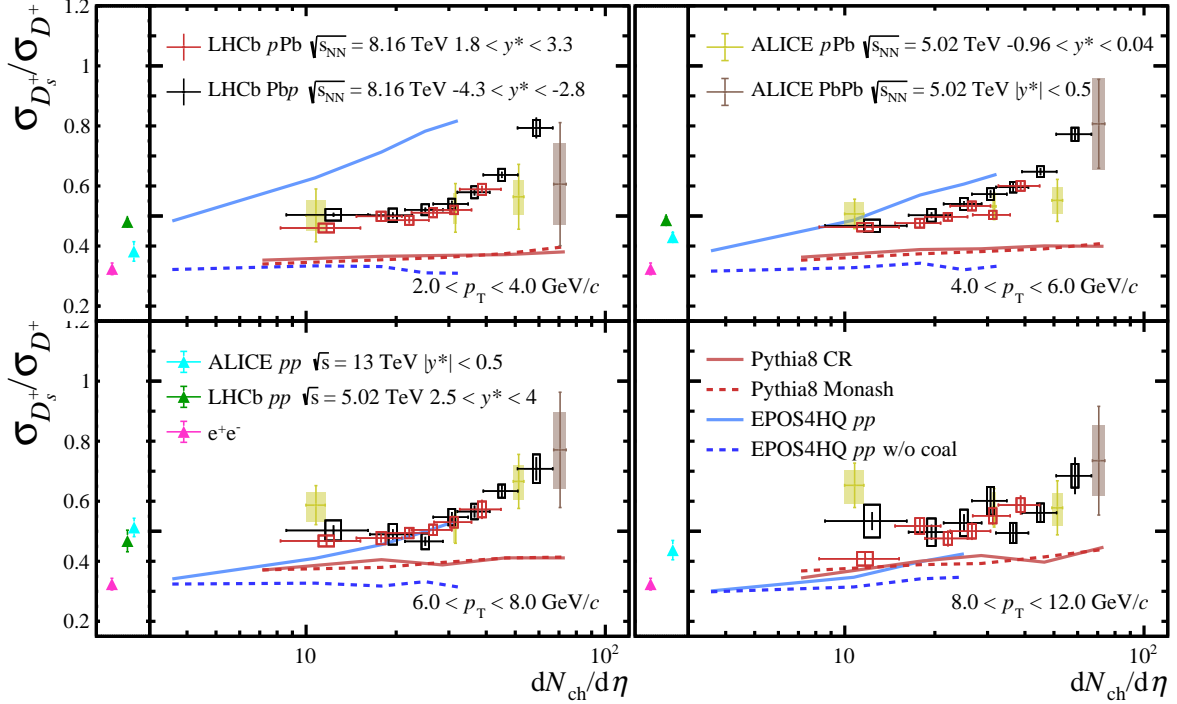 σ_{D_s^+}/σ_{D^+}
1.2
1
0.8
0.6
0.4
0.2
LHCb pPb √s_NN = 8.16 TeV 1.8 < y* < 3.3
LHCb Pbp √s_NN = 8.16 TeV -4.3 < y* < -2.8
2.0 < p_T < 4.0 GeV/c
ALICE pPb √s_NN = 5.02 TeV -0.96 < y* < 0.04
ALICE PbPb √s_NN = 5.02 TeV |y*| < 0.5
4.0 < p_T < 6.0 GeV/c
σ_{D_s^+}/σ_{D^+}
1.2
1
0.8
0.6
0.4
0.2
ALICE pp √s = 13 TeV |y*| < 0.5
LHCb pp √s = 5.02 TeV 2.5 < y* < 4
e⁺e⁻
6.0 < p_T < 8.0 GeV/c
Pythia8 CR
Pythia8 Monash
EPOS4HQ pp
EPOS4HQ pp w/o coal
8.0 < p_T < 12.0 GeV/c
10 10²
10 10²
dN_ch/dη
dN_ch/dη